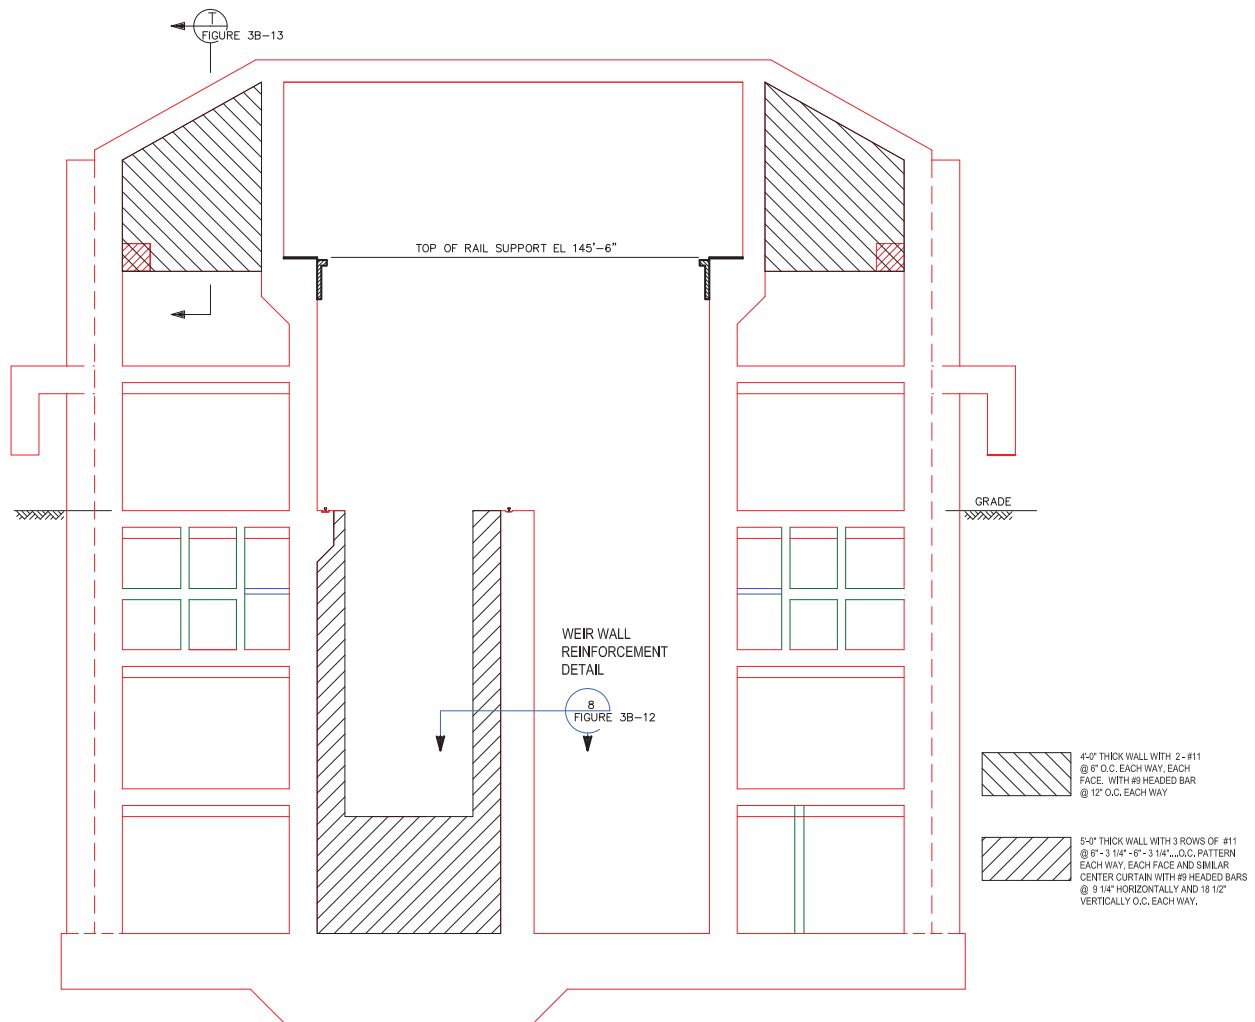 T
FIGURE 3B-13
TOP OF RAIL SUPPORT EL 145'-6"
GRADE
WEIR WALL
REINFORCEMENT
DETAIL
8
FIGURE 3B-12
4'-0" THICK WALL WITH 2 - #11
@ 6" O.C. EACH WAY, EACH
FACE. WITH #9 HEADED BAR
@ 12" O.C. EACH WAY
5'-0" THICK WALL WITH 3 ROWS OF #11
@ 6" - 3 1/4" - 6" - 3 1/4"....O.C. PATTERN
EACH WAY, EACH FACE AND SIMILAR
CENTER CURTAIN WITH #9 HEADED BARS
@ 9 1/4" HORIZONTALLY AND 18 1/2"
VERTICALLY O.C. EACH WAY.